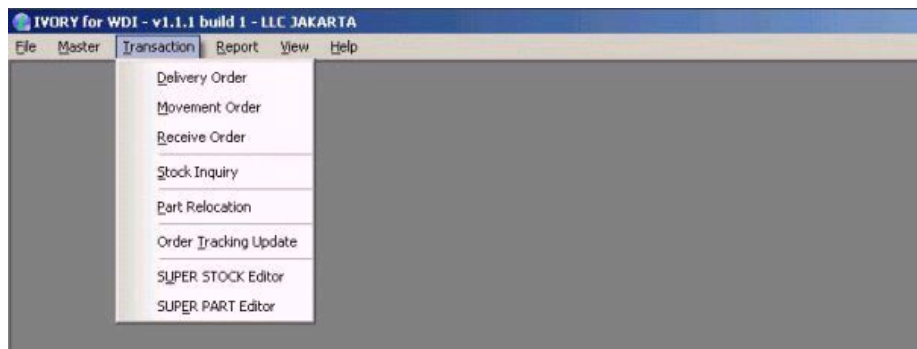 IVORY for WDI - v1.1.1 build 1 - LLC JAKARTA
File Master Transaction Report View Help
Delivery Order
Movement Order
Receive Order
Stock Inquiry
Part Relocation
Order Tracking Update
SUPER STOCK Editor
SUPER PART Editor